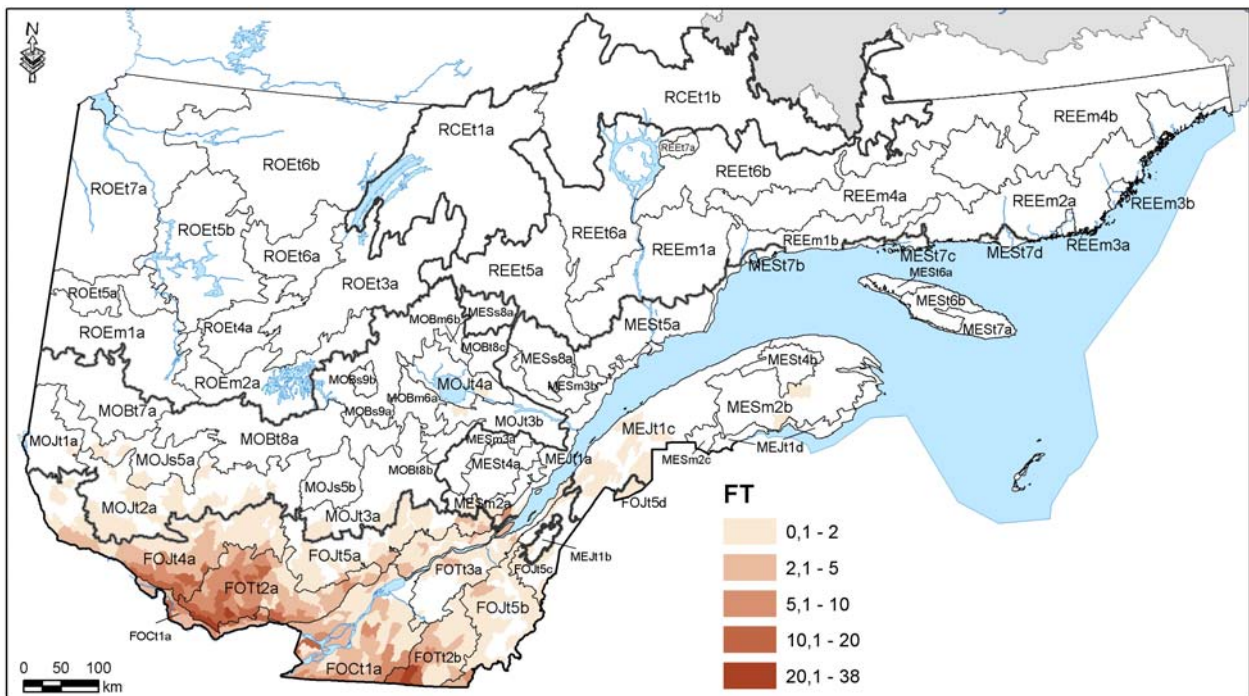 N
RCEt1b
RCEt1a
REEm4b
REEt7a
ROEt6b
REEt6b
ROEt7a
REEm4a
REEm2a
REEm3b
ROEt5b
REEt6a
REEm1a
REEm1b
REEm3a
ROEt6a
MESt7b
MESt7c
MESt7d
REEt5a
MESt6a
ROEt3a
ROEt5a
MESt6b
MESs8a
MOBm6b
MESt5a
MESt7a
ROEm1a
ROEt4a
MOBt8c
MESs8a
MESt4b
ROEm2a
MOBs9b
MOJt4a
MESm3b
MOBm6a
MOBt7a
MOBs9a
MESm2b
MOJt3b
MEJt1c
MOJt1a
MOBt8a
MESm3a
MEJt1d
MOJs5a
MEJt1a
MESm2c
MOBt8b
MESt4a
MOJs5b
FT
MOJt2a
MESm2a
FOJt5d
MOJt3a
0,1 - 2
FOJt4a
FOJt5a
MEJt1b
2,1 - 5
FOTt3a
FOJt5c
FOTt2a
5,1 - 10
FOJt5b
FOCt1a
10,1 - 20
FOTt2b
FOCt1a
20,1 - 38
0 50 100
km